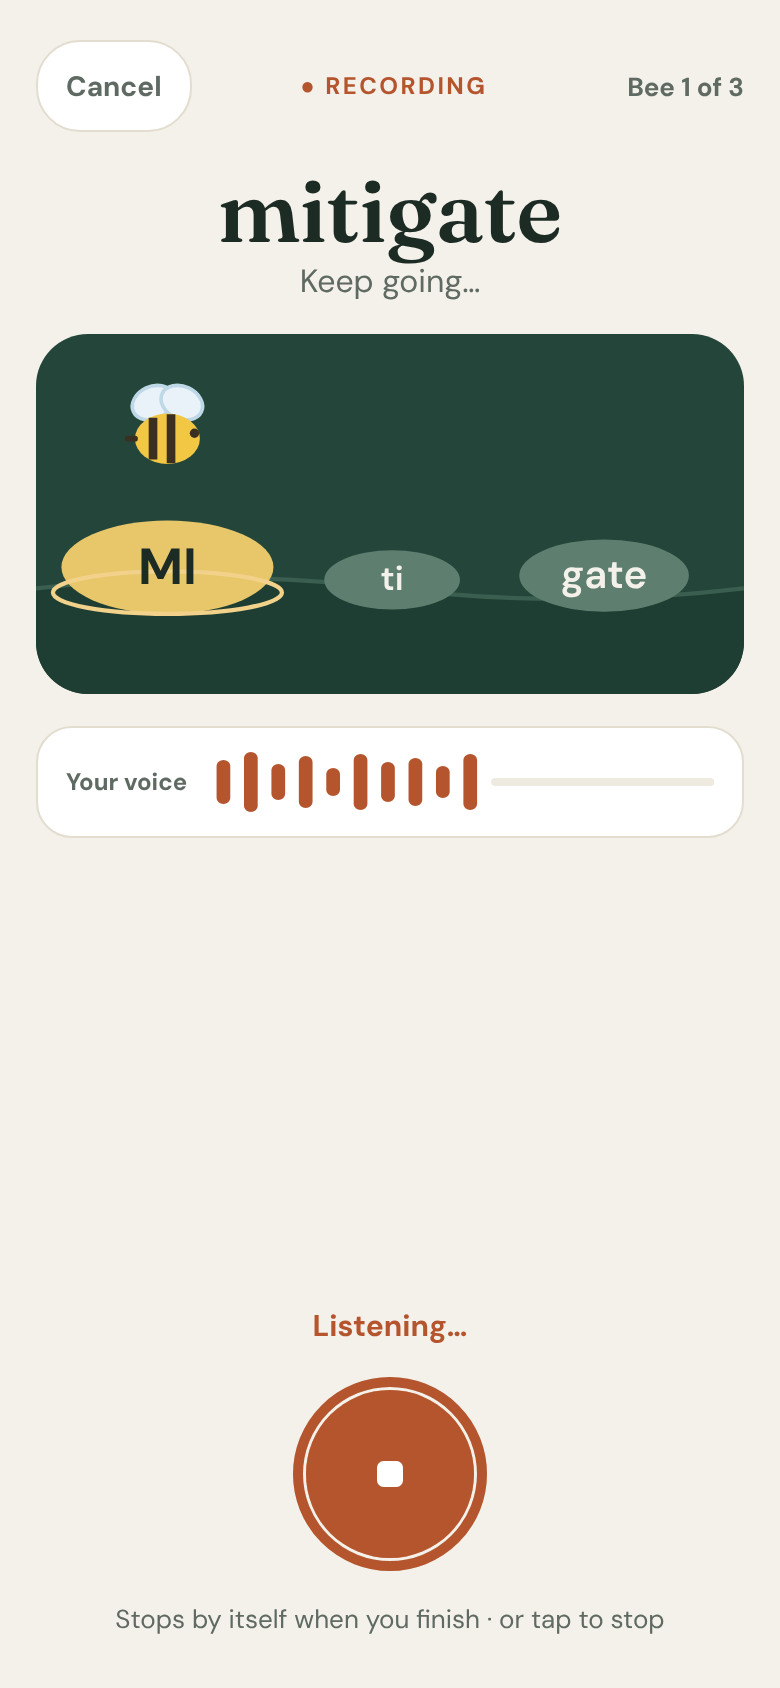 Cancel
• RECORDING
Bee 1 of 3
mitigate
Keep going...
MI
ti
gate
Your voice
Listening...
Stops by itself when you finish · or tap to stop